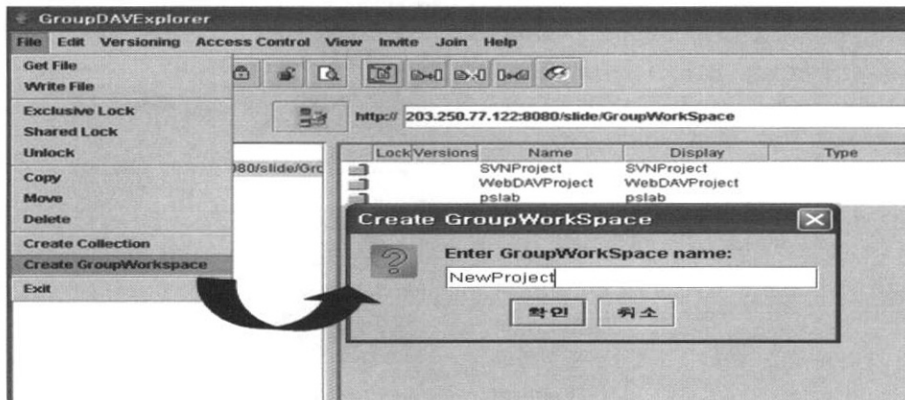 GroupDAVExplorer
File Edit Versioning Access Control View Invite Join Help
Get File
Write File
Exclusive Lock
Shared Lock
Unlock
Copy
Move
Delete
Create Collection
Create GroupWorkspace
Exit
http:// 203.250.77.122:8080/slide/GroupWorkSpace
080/slide/Gro
Lock Versions Name Display Type
SVNProject SVNProject
WebDAVProject WebDAVProject
pslab pslab
Create GroupWorkSpace
Enter GroupWorkSpace name:
NewProject
확인 취소